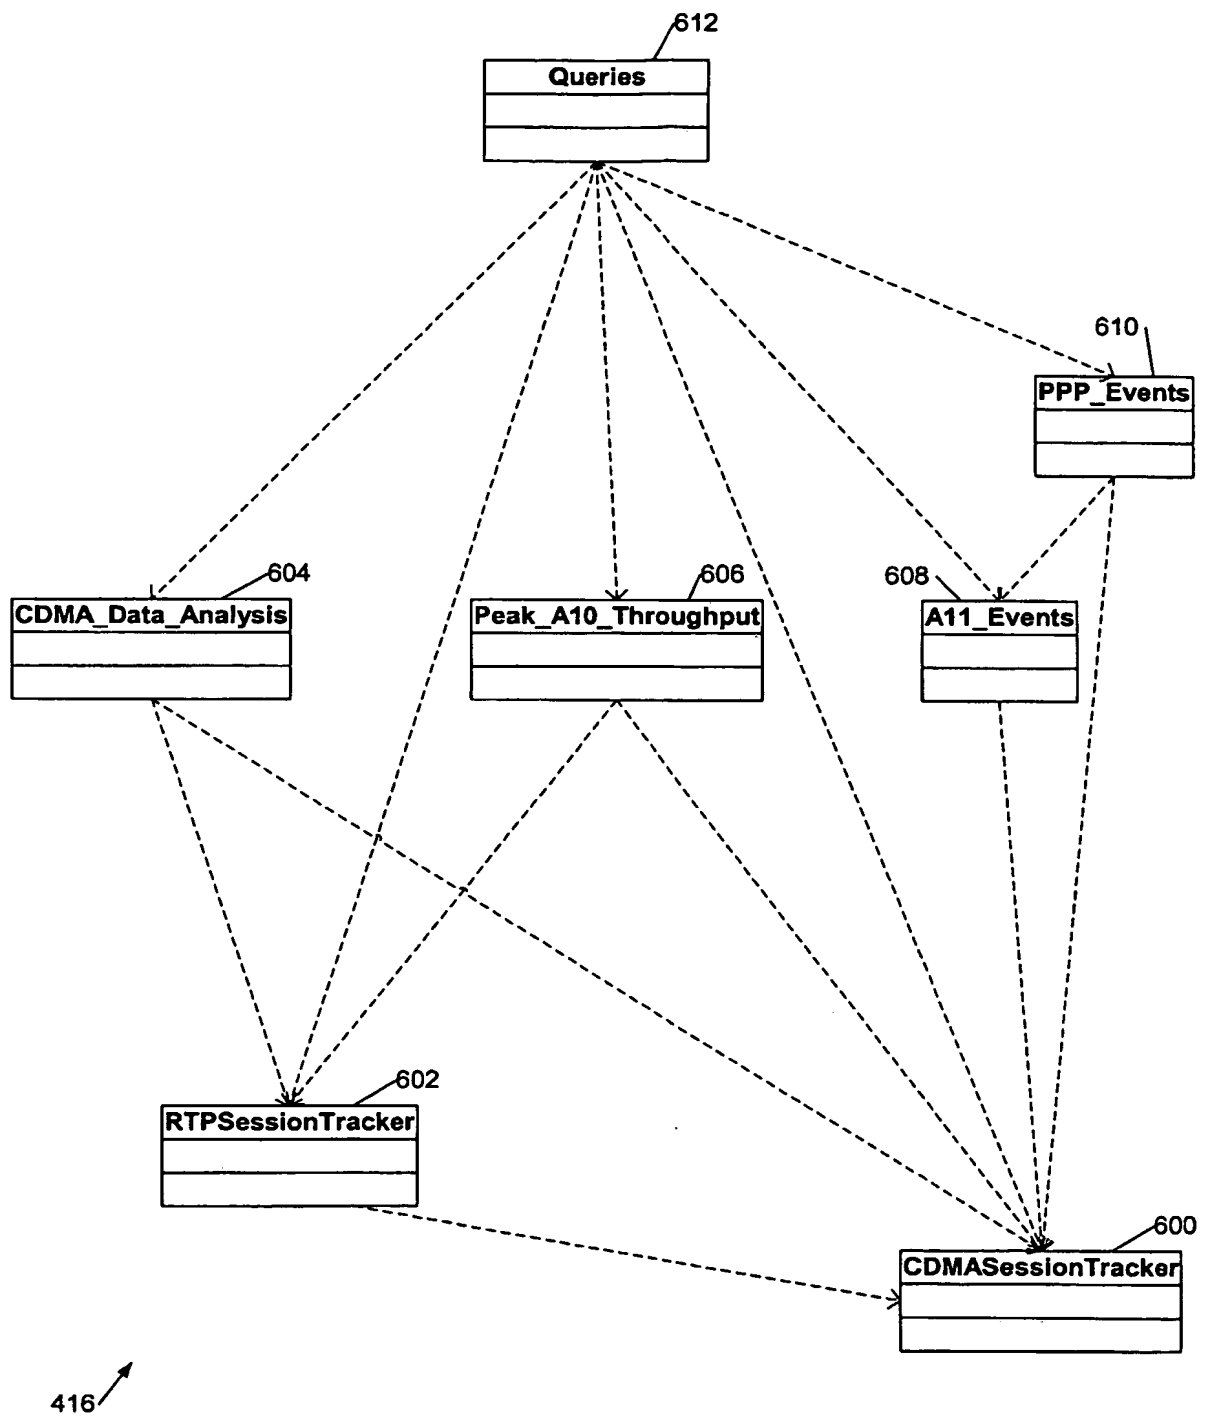 612
Queries
610
PPP_Events
604
CDMA_Data_Analysis
606
Peak_A10_Throughput
608
A11_Events
602
RTPSessionTracker
600
CDMASessionTracker
416